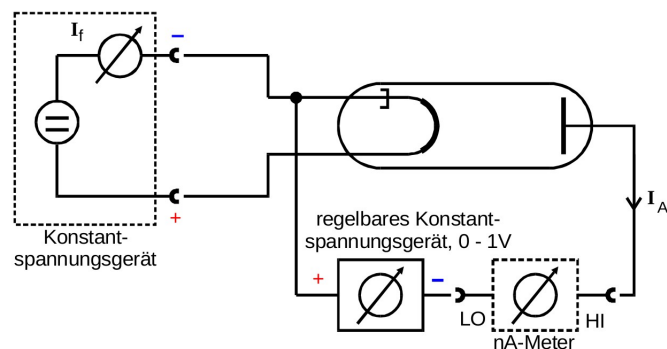 I_f
−
+
Konstant-
spannungsgerät
regelbares Konstant-
spannungsgerät, 0 - 1V
+
−
LO
HI
nA-Meter
I_A